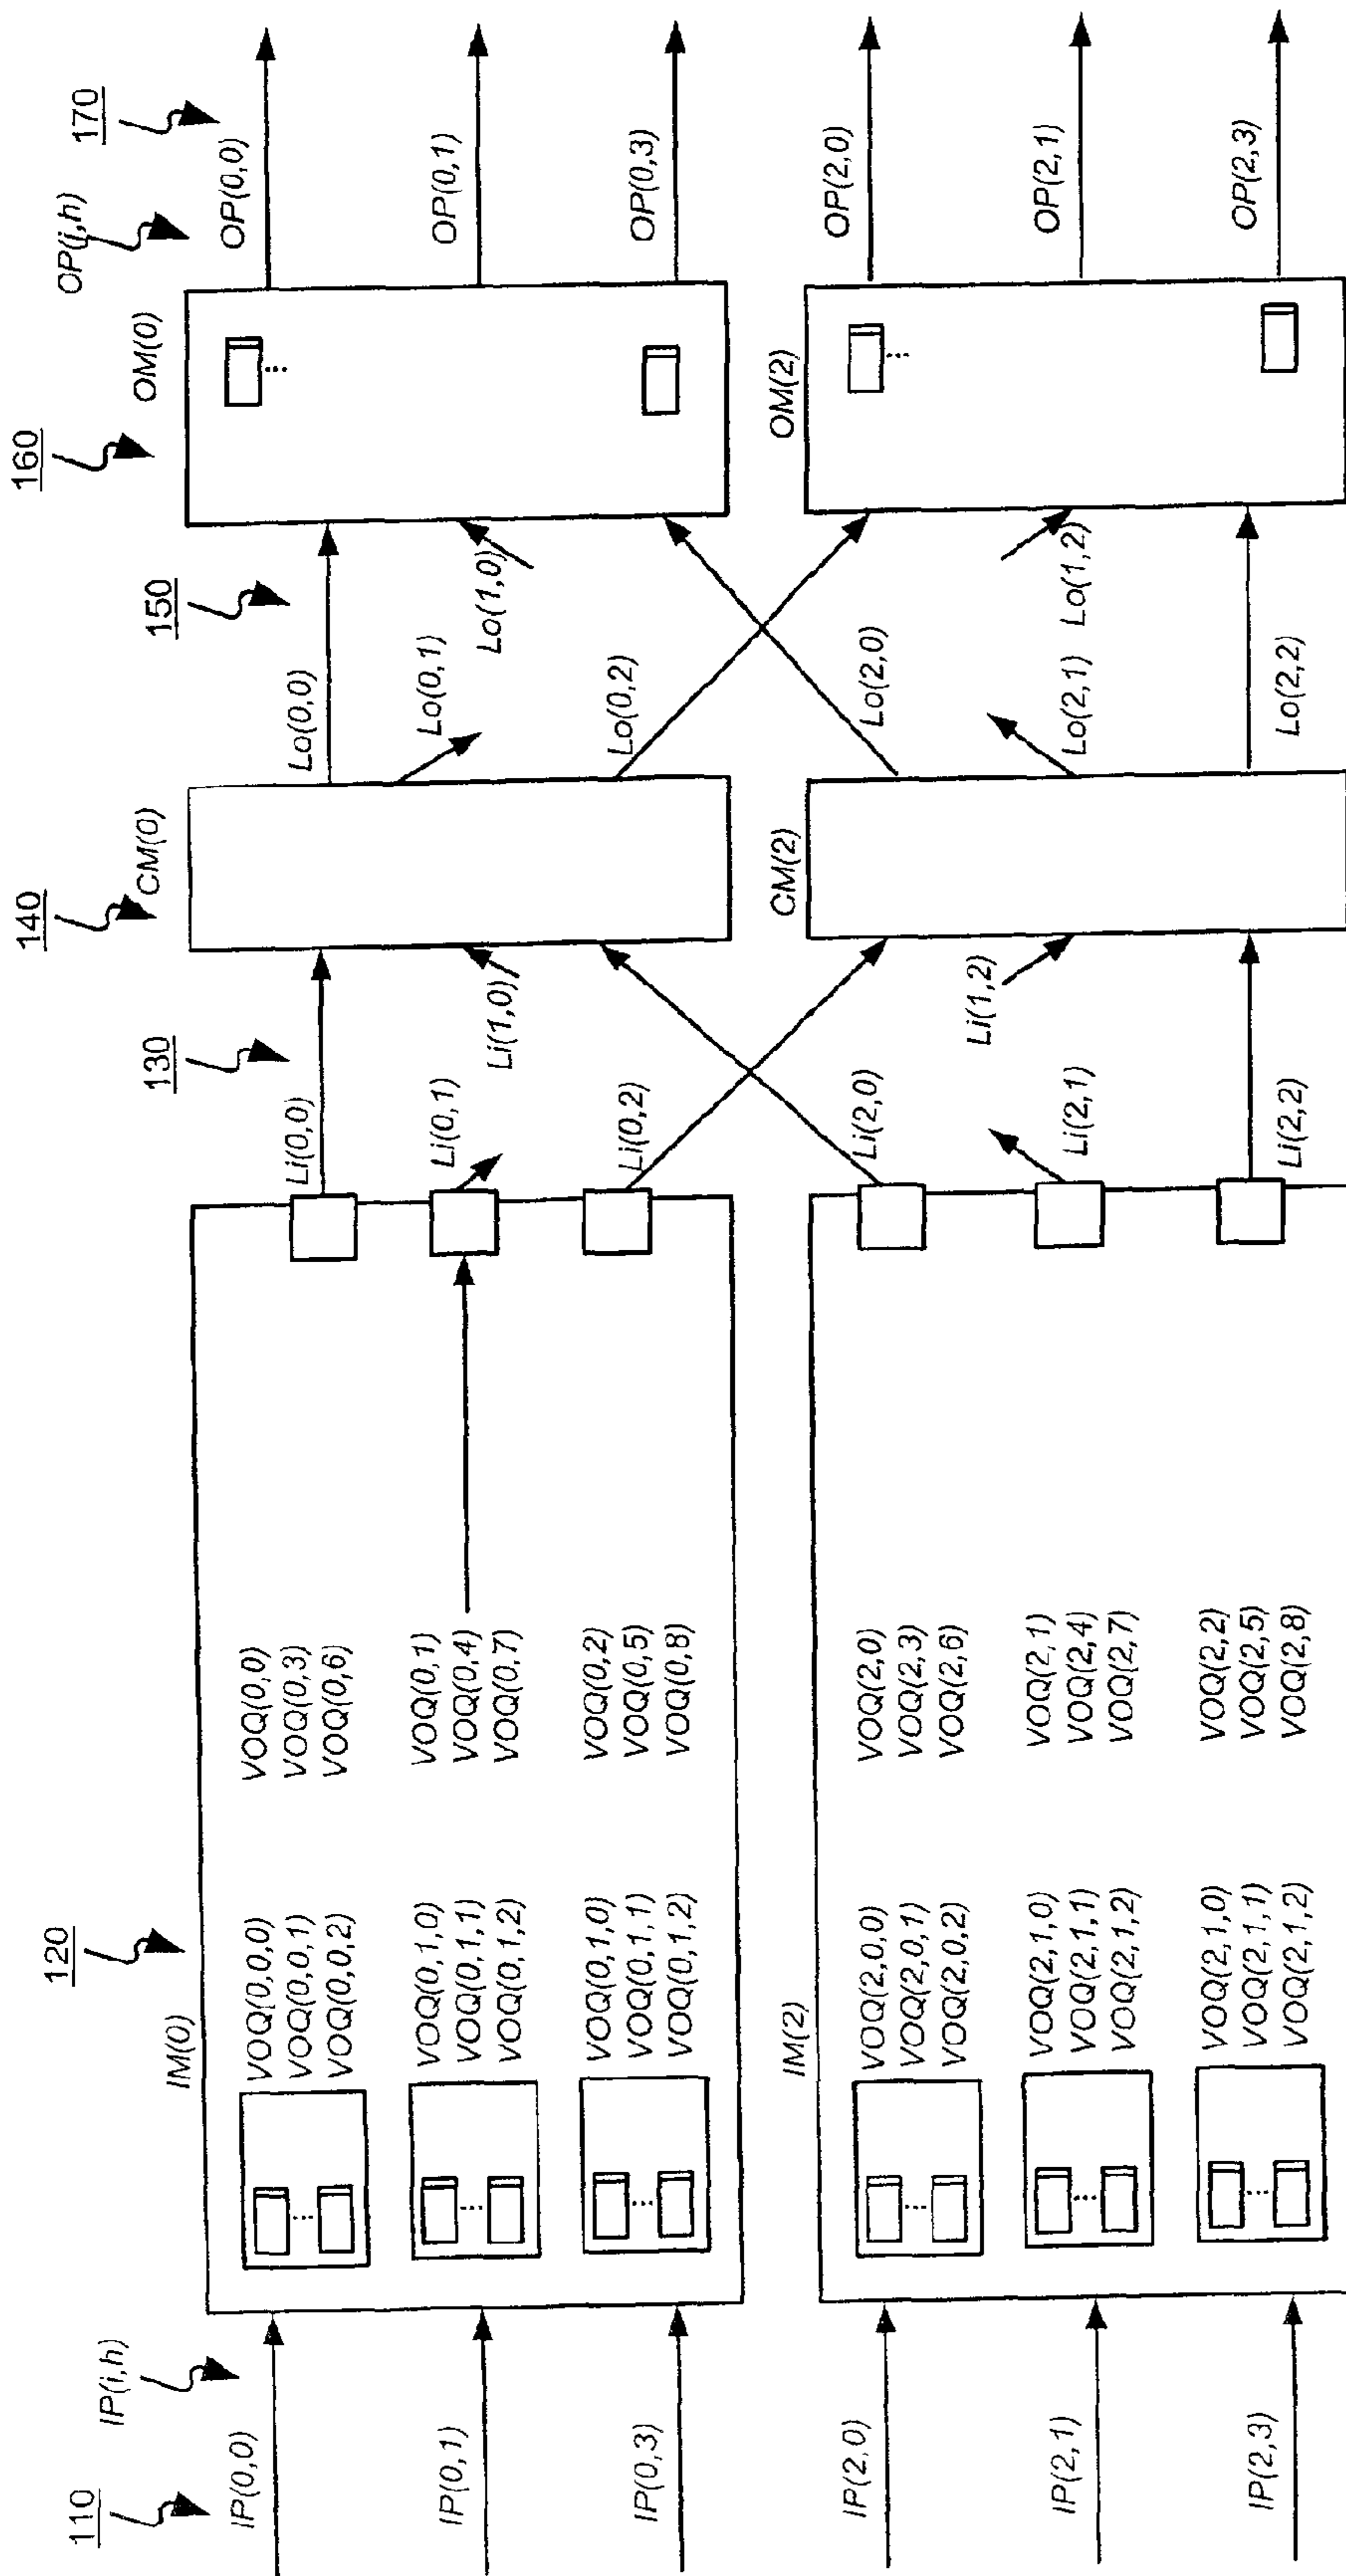 110
IP(i,h)
IP(0,0)
IP(0,1)
IP(0,3)
IP(2,0)
IP(2,1)
IP(2,3)
120
IM(0)
VOQ(0,0,0)
VOQ(0,0,1)
VOQ(0,0,2)
VOQ(0,1,0)
VOQ(0,1,1)
VOQ(0,1,2)
VOQ(0,1,0)
VOQ(0,1,1)
VOQ(0,1,2)
VOQ(0,0)
VOQ(0,3)
VOQ(0,6)
VOQ(0,1)
VOQ(0,4)
VOQ(0,7)
VOQ(0,2)
VOQ(0,5)
VOQ(0,8)
IM(2)
VOQ(2,0,0)
VOQ(2,0,1)
VOQ(2,0,2)
VOQ(2,1,0)
VOQ(2,1,1)
VOQ(2,1,2)
VOQ(2,1,0)
VOQ(2,1,1)
VOQ(2,1,2)
VOQ(2,0)
VOQ(2,3)
VOQ(2,6)
VOQ(2,1)
VOQ(2,4)
VOQ(2,7)
VOQ(2,2)
VOQ(2,5)
VOQ(2,8)
130
Li(0,0)
Li(0,1)
Li(1,0)
Li(0,2)
Li(2,0)
Li(2,1)
Li(1,2)
Li(2,2)
140
CM(0)
CM(2)
150
Lo(0,0)
Lo(0,1)
Lo(1,0)
Lo(0,2)
Lo(2,0)
Lo(2,1)
Lo(1,2)
Lo(2,2)
160
OM(0)
OM(2)
170
OP(j,h)
OP(0,0)
OP(0,1)
OP(0,3)
OP(2,0)
OP(2,1)
OP(2,3)